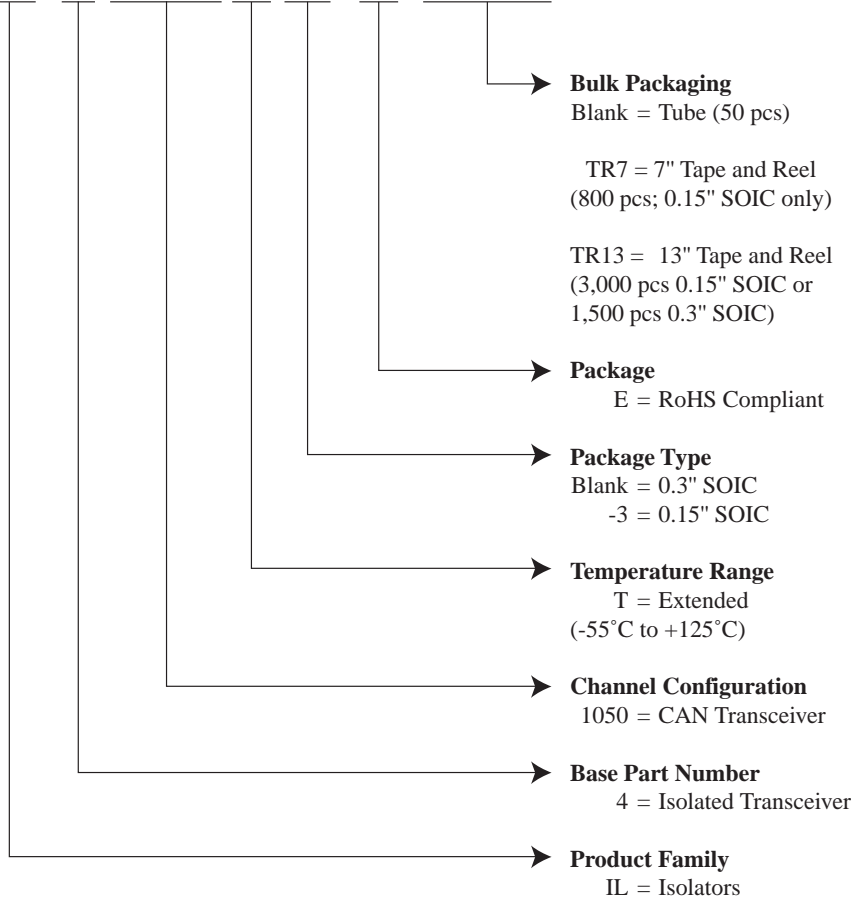 Bulk Packaging
Blank = Tube (50 pcs)
TR7 = 7" Tape and Reel
(800 pcs; 0.15" SOIC only)
TR13 = 13" Tape and Reel
(3,000 pcs 0.15" SOIC or
1,500 pcs 0.3" SOIC)
Package
E = RoHS Compliant
Package Type
Blank = 0.3" SOIC
-3 = 0.15" SOIC
Temperature Range
T = Extended
(-55˚C to +125˚C)
Channel Configuration
1050 = CAN Transceiver
Base Part Number
4 = Isolated Transceiver
Product Family
IL = Isolators